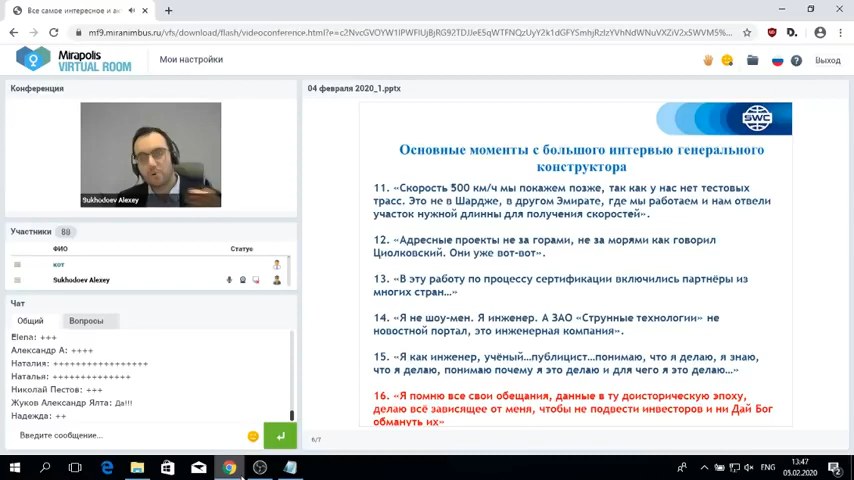 Все самое интересное и ак
mf9.miranimbus.ru/vfs/download/flash/videoconference.html?e=c2NvcGVOYW1lPWFIUjBjRG92TDJJeE5qWTFNQzUyY2k1dGFYSmhjRzlzYVhNdWNuVXZiV2x5WVM5%...
Mirapolis
VIRTUAL ROOM
Мои настройки
Выход
Конференция
04 февраля 2020_1.pptx
Sukhodoev Alexey
SWC
Основные моменты с большого интервью генерального
конструктора
11. «Скорость 500 км/ч мы покажем позже, так как у нас нет тестовых
трасс. Это не в Шардже, в другом Эмирате, где мы работаем и нам отвели
участок нужной длинны для получения скоростей».
12. «Адресные проекты не за горами, не за морями как говорил
Циолковский. Они уже вот-вот».
13. «В эту работу по процессу сертификации включились партнёры из
многих стран…»
14. «Я не шоу-мен. Я инженер. А ЗАО «Струнные технологии» не
новостной портал, это инженерная компания».
15. «Я как инженер, учёный…публицист…понимаю, что я делаю, я знаю,
что я делаю, понимаю почему я это делаю и для чего я это делаю…»
16. «Я помню все свои обещания, данные в ту доисторическую эпоху,
делаю всё зависящее от меня, чтобы не подвести инвесторов и ни Дай Бог
обмануть их»
6/7
Участники 88
ФИО Статус
кот
Sukhodoev Alexey
Чат
Общий Вопросы
Elena: +++
Александр А: ++++
Наталия: +++++++++++++++++
Наталья: ++++++++++++++
Николай Пестов: +++
Жуков Александр Ялта: Да!!!
Надежда: ++
Введите сообщение...
ENG
13:47
05.02.2020
2